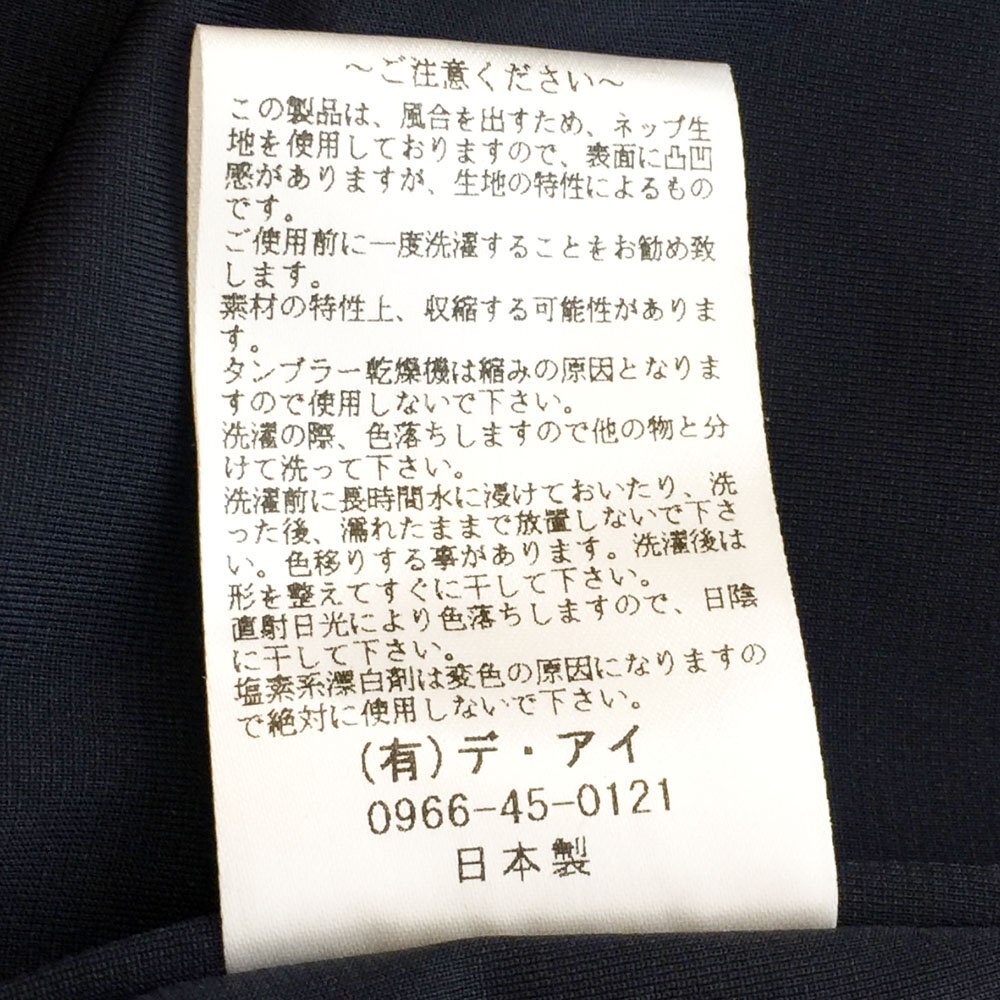 ～ご注意ください～
この製品は、風合を出すため、ネップ生
地を使用しておりますので、表面に凸凹
感がありますが、生地の特性によるもの
です。
ご使用前に一度洗濯することをお勧め致
します。
素材の特性上、収縮する可能性がありま
す。
タンブラー乾燥機は縮みの原因となりま
すので使用しないで下さい。
洗濯の際、色落ちしますので他の物と分
けて洗って下さい。
洗濯前に長時間水に浸けておいたり、洗
った後、濡れたままで放置しないで下さ
い。色移りする事があります。洗濯後は
形を整えてすぐに干して下さい。
直射日光により色落ちしますので、日陰
に干して下さい。
塩素系漂白剤は変色の原因になりますの
で絶対に使用しないで下さい。
(有)デ・アイ
0966-45-0121
日本製